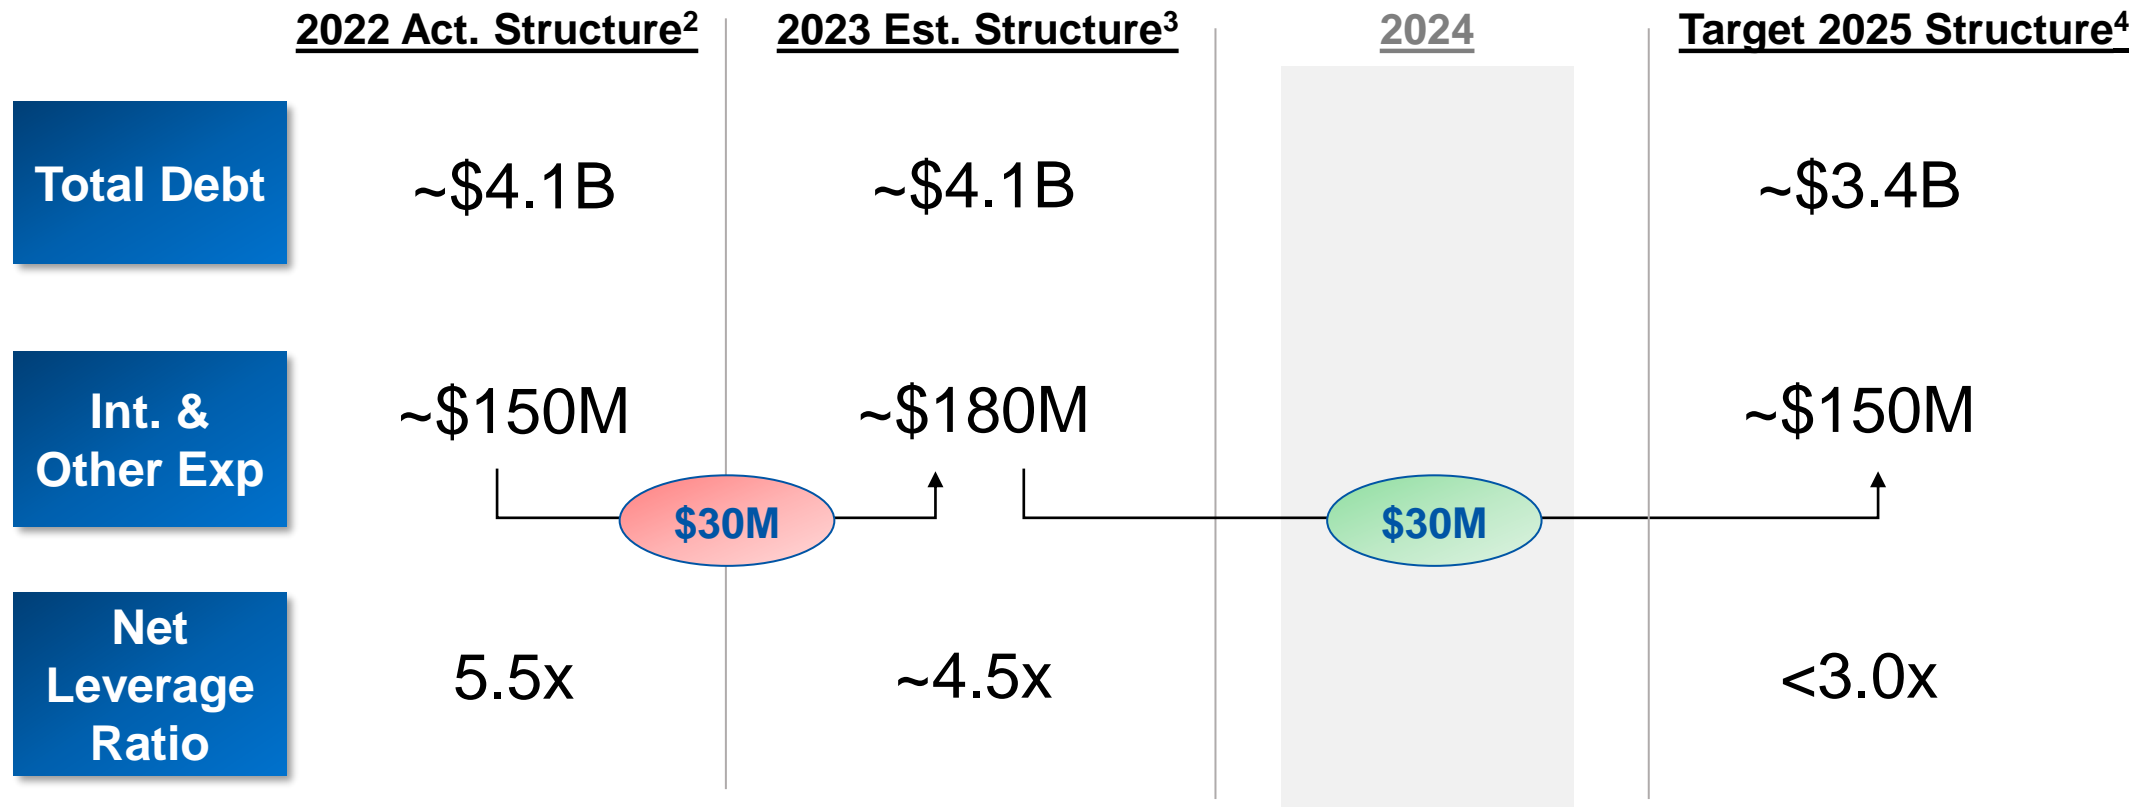 2022 Act. Structure²
2023 Est. Structure³
2024
Target 2025 Structure⁴
Total Debt
~$4.1B
~$4.1B
~$3.4B
Int. &
Other Exp
~$150M
~$180M
~$150M
$30M
$30M
Net
Leverage
Ratio
5.5x
~4.5x
<3.0x